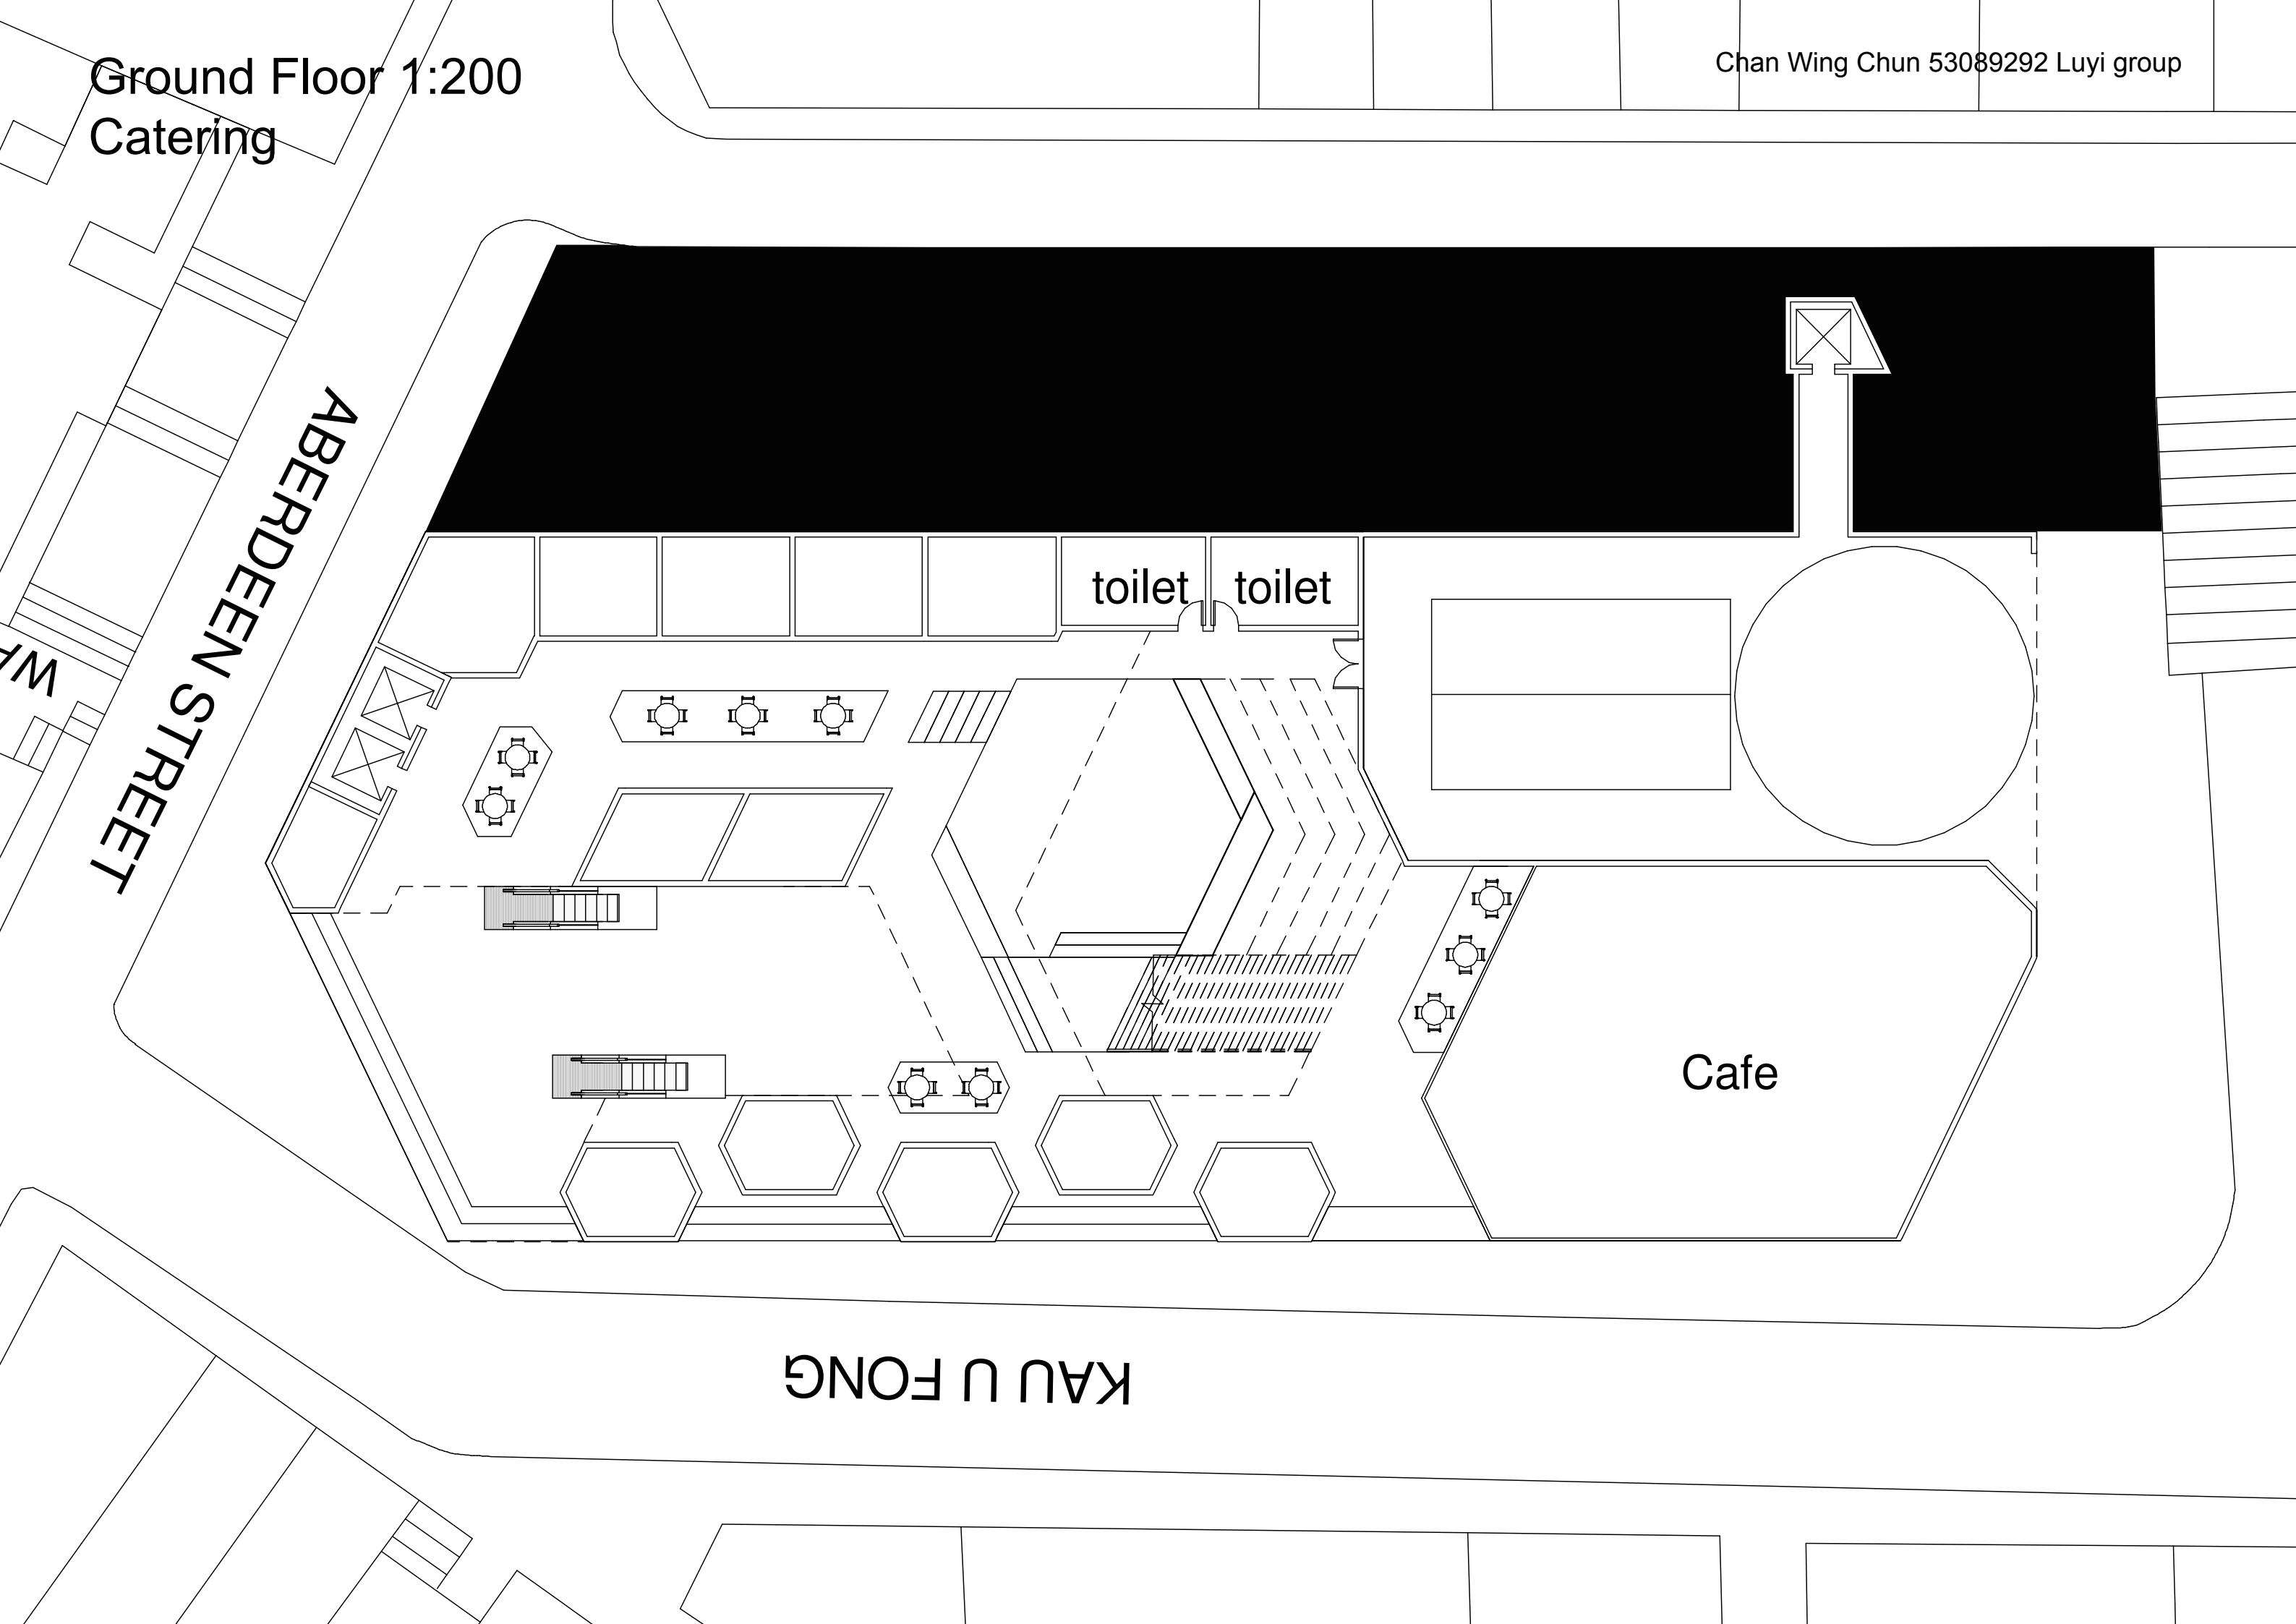 Ground Floor 1:200
Catering
Chan Wing Chun 53089292 Luyi group
ABERDEEN STREET
toilet
toilet
Cafe
KAU U FONG